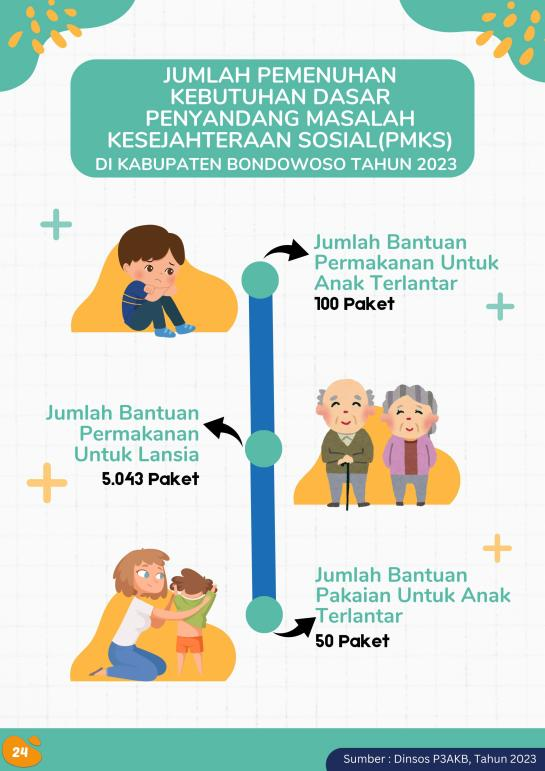 JUMLAH PEMENUHAN
KEBUTUHAN DASAR
PENYANDANG MASALAH
KESEJAHTERAAN SOSIAL(PMKS)
DI KABUPATEN BONDOWOSO TAHUN 2023
Jumlah Bantuan
Permakanan Untuk
Anak Terlantar
100 Paket
Jumlah Bantuan
Permakanan
Untuk Lansia
5.043 Paket
Jumlah Bantuan
Pakaian Untuk Anak
Terlantar
50 Paket
24
Sumber : Dinsos P3AKB, Tahun 2023